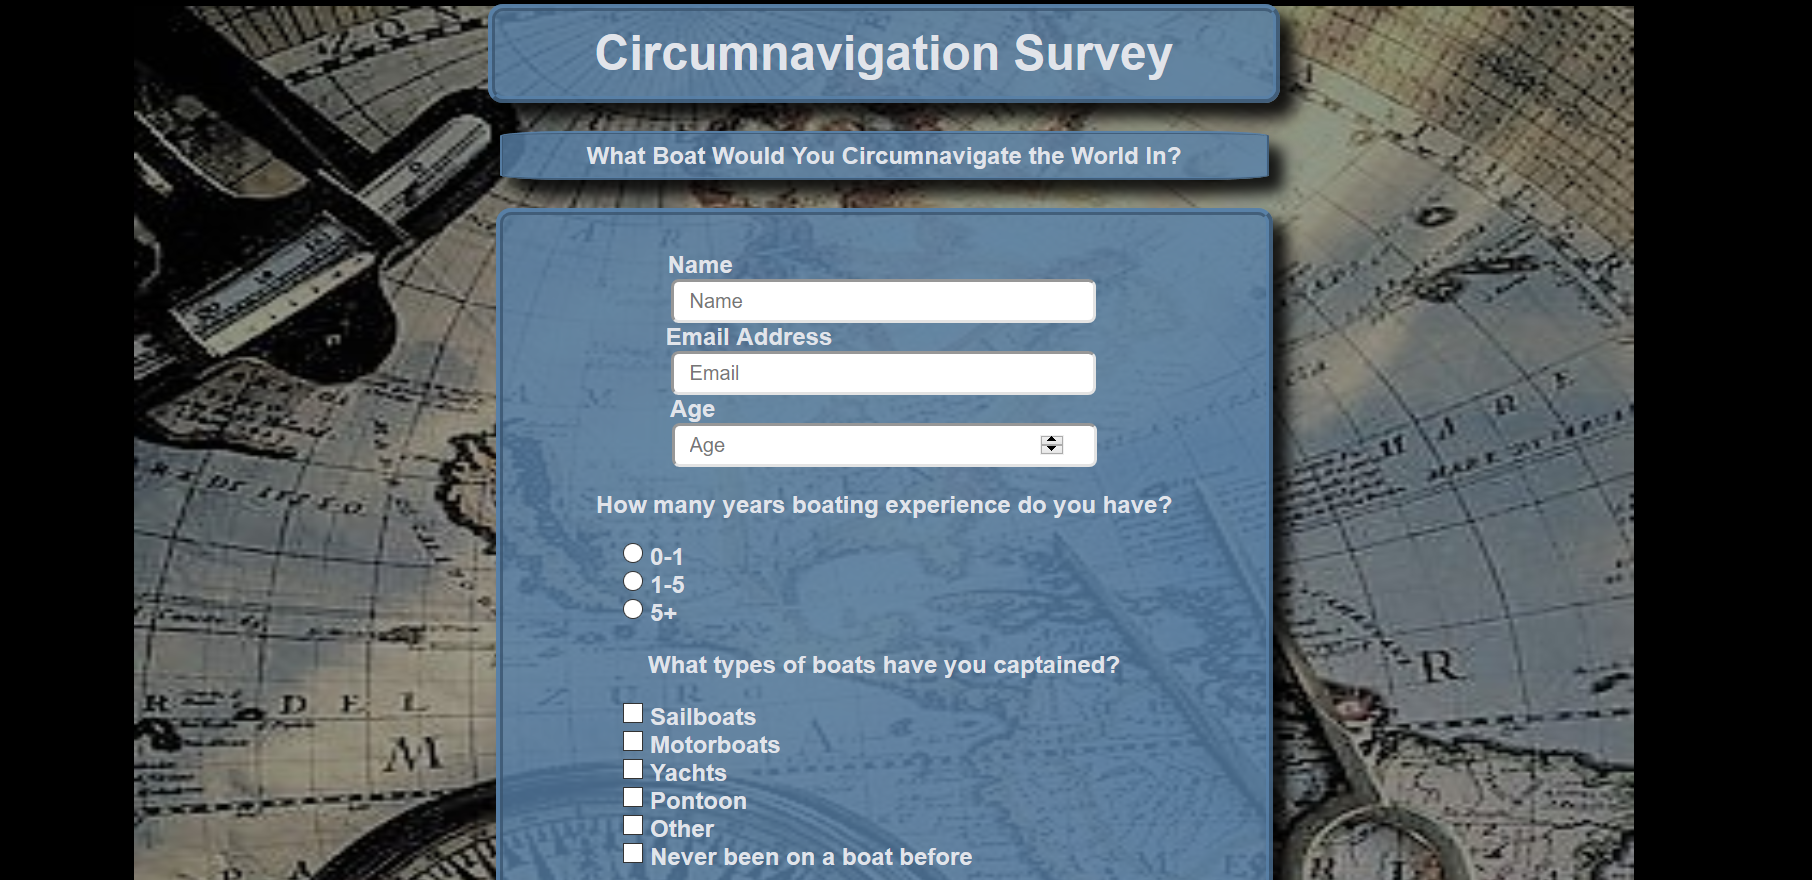 Circumnavigation Survey
What Boat Would You Circumnavigate the World In?
Name
Name
Email Address
Email
Age
Age
How many years boating experience do you have?
0-1
1-5
5+
What types of boats have you captained?
Sailboats
Motorboats
Yachts
Pontoon
Other
Never been on a boat before